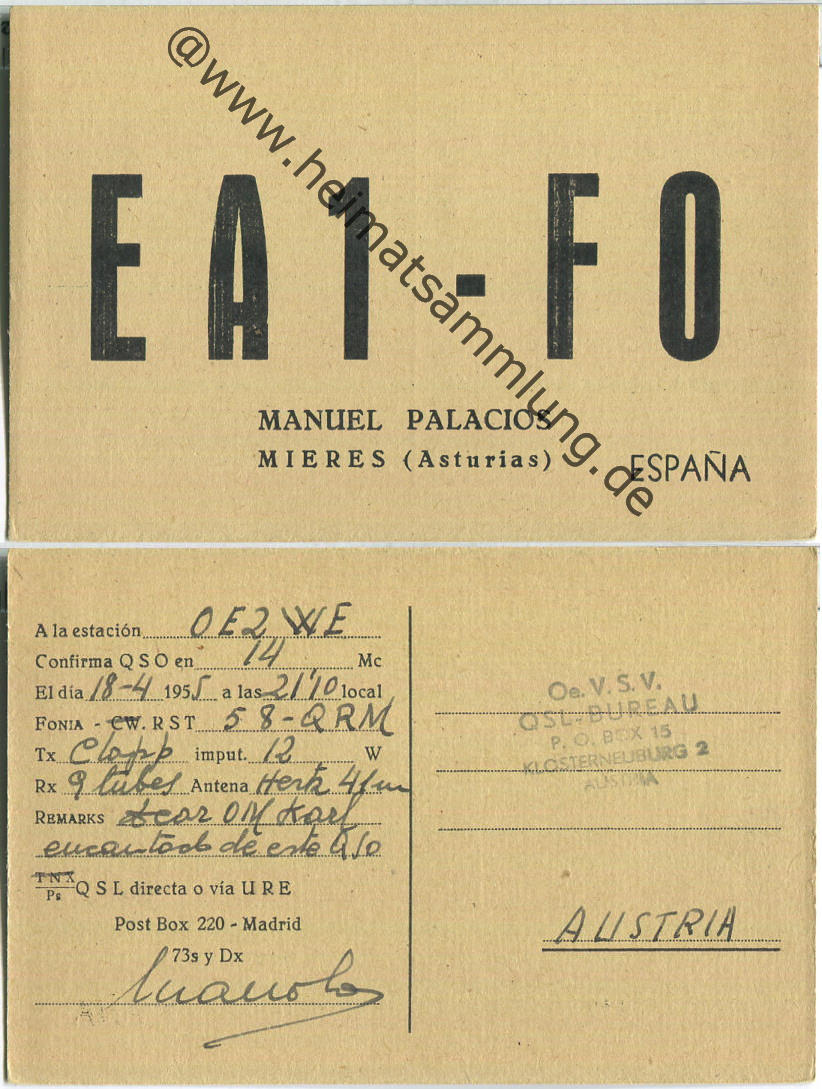 EA1-FO
MANUEL PALACIOS
MIERES (Asturias)
ESPAÑA
@www.heimatsammlung.de
A la estación OE2WE
Confirma QSO en 14 Mc
El día 18-4 1955 a las 21'10 local
FONIA - CW. RST 58-QRM
Tx Clapp imput. 12 W
Rx 9 tubes Antena Hertz 41m
REMARKS Dear OM Karl
encantado de este QSO
TNX
Ps QSL directa o vía URE
Post Box 220 - Madrid
73s y Dx
Manolo
Oe. V. S. V.
QSL-BUREAU
P. O. BOX 15
KLOSTERNEUBURG 2
AUSTRIA
AUSTRIA